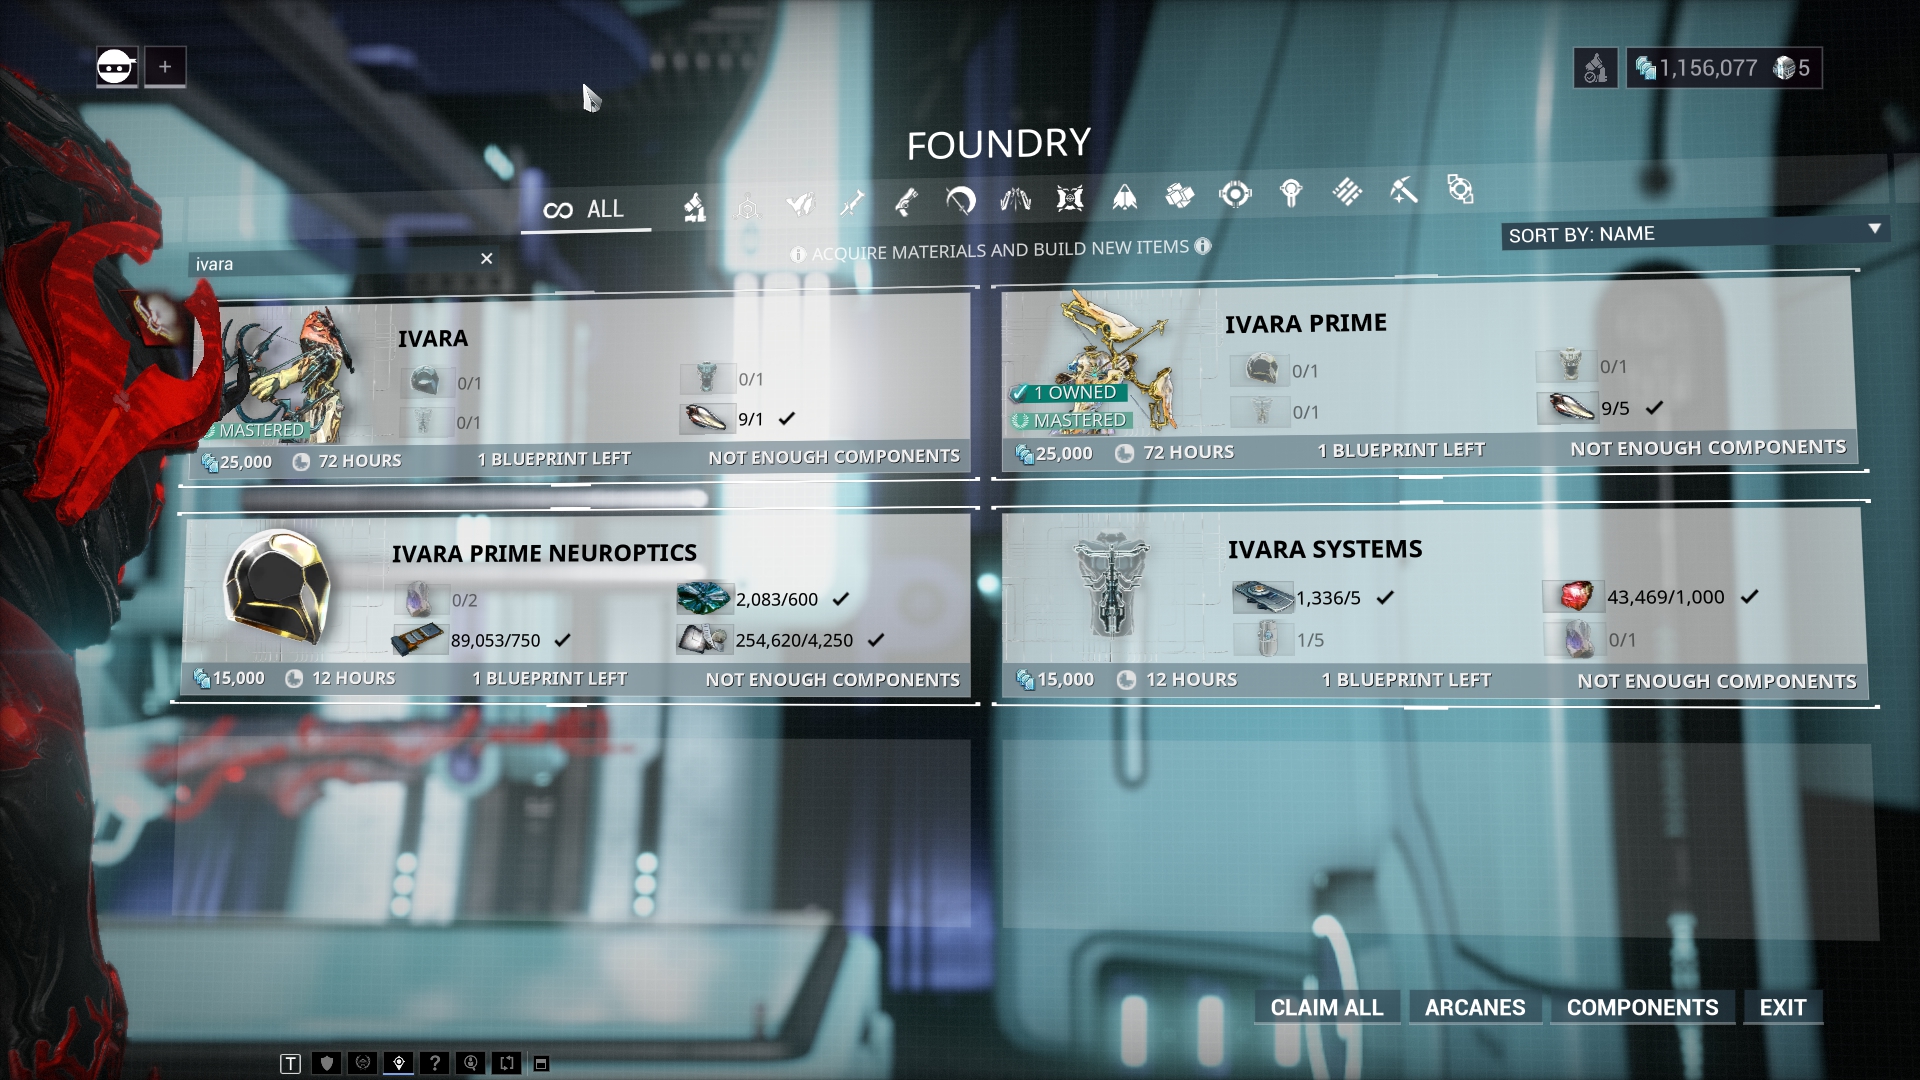 +
1,156,077 5
FOUNDRY
ALL
ACQUIRE MATERIALS AND BUILD NEW ITEMS
SORT BY: NAME
ivara ×
IVARA
0/1 0/1
0/1 9/1
MASTERED
25,000 72 HOURS 1 BLUEPRINT LEFT NOT ENOUGH COMPONENTS
IVARA PRIME
0/1 0/1
1 OWNED
0/1 9/5
MASTERED
25,000 72 HOURS 1 BLUEPRINT LEFT NOT ENOUGH COMPONENTS
IVARA PRIME NEUROPTICS
0/2 2,083/600
89,053/750 254,620/4,250
15,000 12 HOURS 1 BLUEPRINT LEFT NOT ENOUGH COMPONENTS
IVARA SYSTEMS
1,336/5 43,469/1,000
1/5 0/1
15,000 12 HOURS 1 BLUEPRINT LEFT NOT ENOUGH COMPONENTS
CLAIM ALL ARCANES COMPONENTS EXIT
T ?